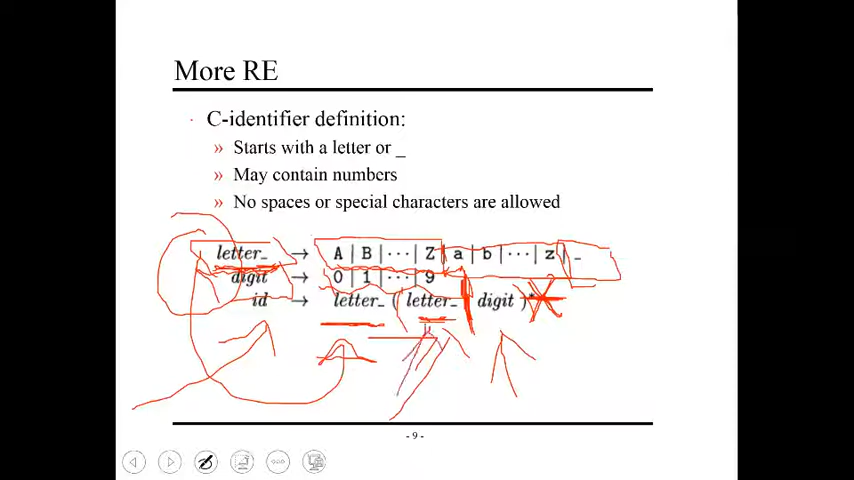 More RE
· C-identifier definition:
» Starts with a letter or _
» May contain numbers
» No spaces or special characters are allowed
letter_ → A | B | ··· | Z | a | b | ··· | z | _
digit → 0 | 1 | ··· | 9
id → letter_ ( letter_ | digit )*
- 9 -